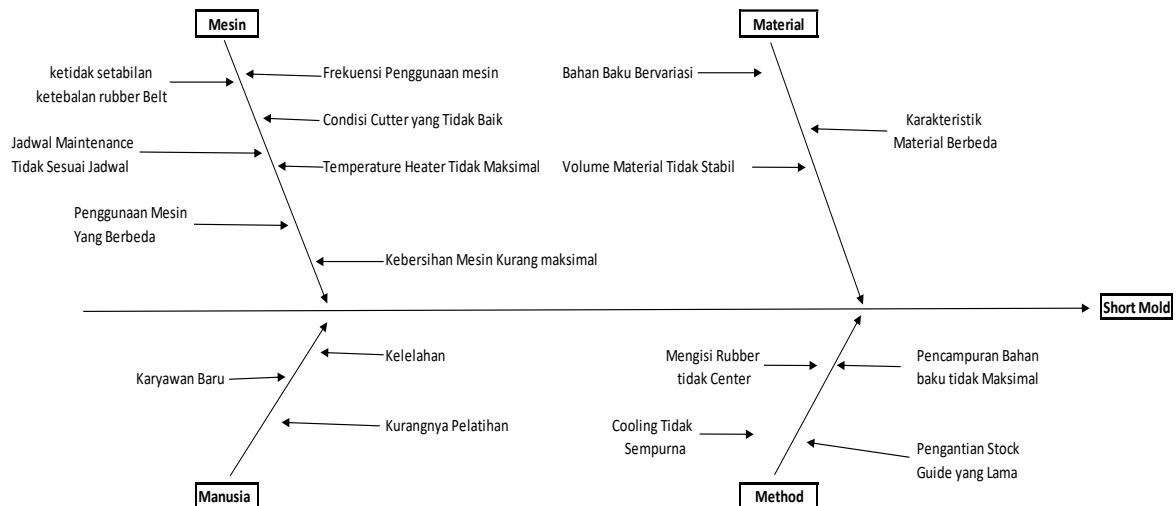 Mesin
Material
ketidak setabilan
ketebalan rubber Belt
Frekuensi Penggunaan mesin
Bahan Baku Bervariasi
Condisi Cutter yang Tidak Baik
Karakteristik
Material Berbeda
Jadwal Maintenance
Tidak Sesuai Jadwal
Temperature Heater Tidak Maksimal
Volume Material Tidak Stabil
Penggunaan Mesin
Yang Berbeda
Kebersihan Mesin Kurang maksimal
Short Mold
Kelelahan
Karyawan Baru
Kurangnya Pelatihan
Mengisi Rubber
tidak Center
Pencampuran Bahan
baku tidak Maksimal
Cooling Tidak
Sempurna
Pengantian Stock
Guide yang Lama
Manusia
Method